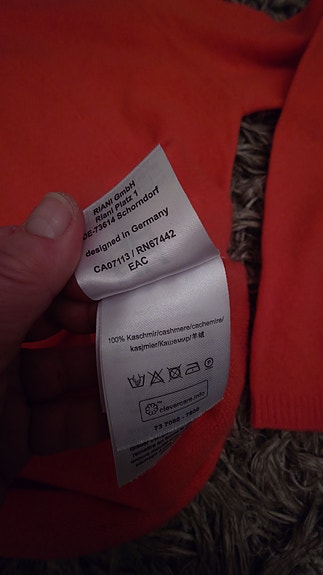 RIANI GmbH
Riani Platz 1
DE-73614 Schorndorf
designed in Germany
CA07113 / RN67442
EAC
100% Kaschmir/cashmere/cachemire/
kasjmier/Кашемир/羊绒
clevercare.info